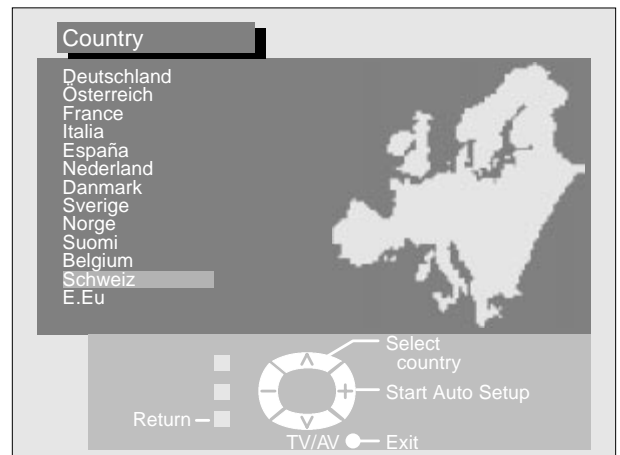 Country
Deutschland
Österreich
France
Italia
España
Nederland
Danmark
Sverige
Norge
Suomi
Belgium
Schweiz
E.Eu
Select
country
Start Auto Setup
Return
TV/AV
Exit